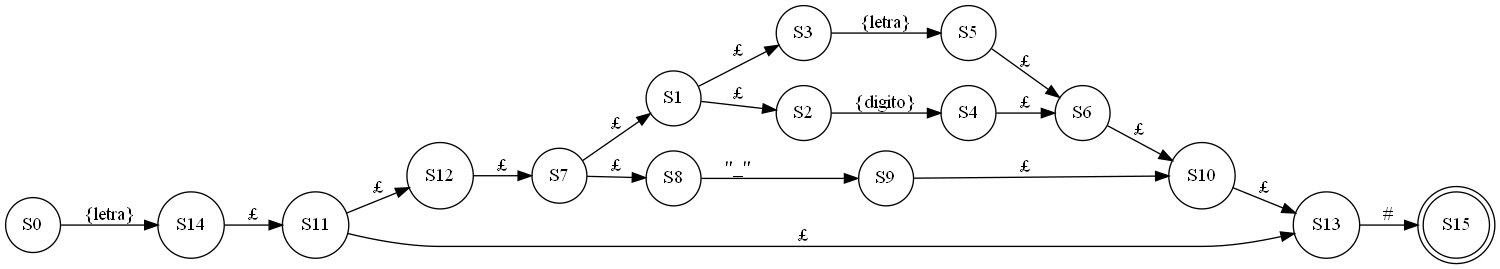 S3
{letra}
S5
£
£
S1
£
S2
{digito}
S4
£
S6
£
£
S12
£
S7
£
S8
"_"
S9
£
S10
£
£
S0
{letra}
S14
£
S11
£
S13
#
S15